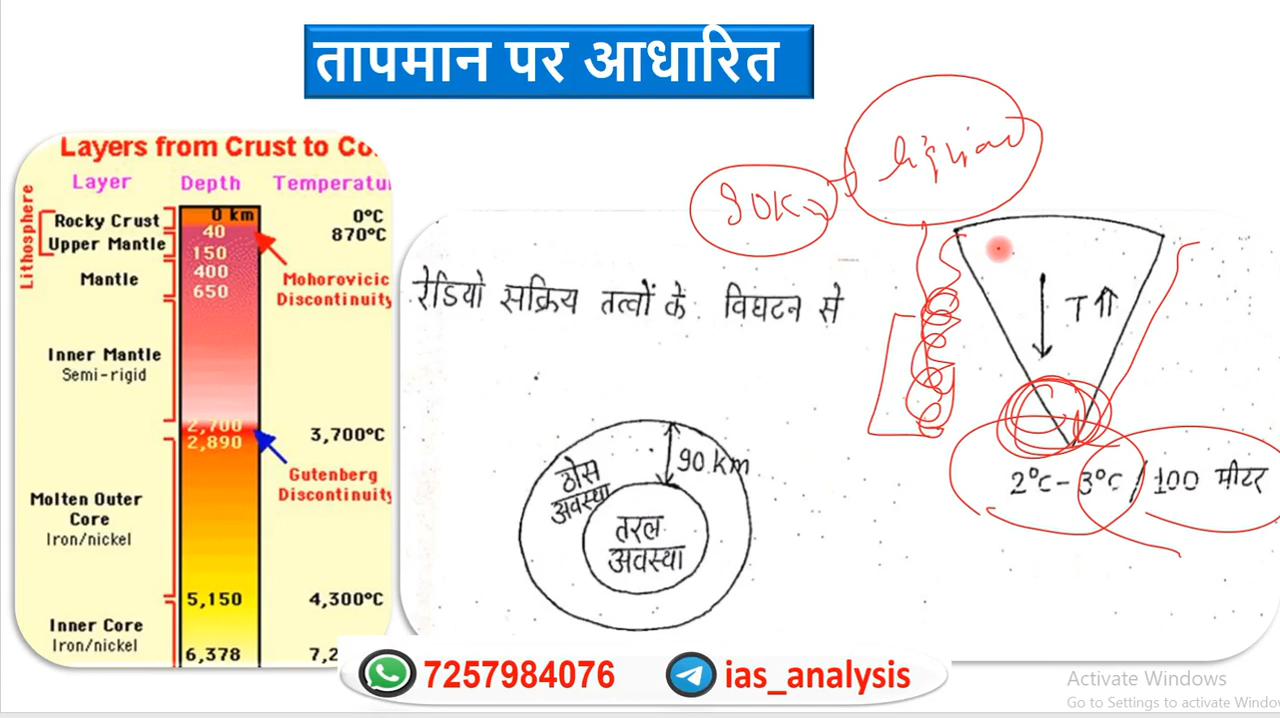 तापमान पर आधारित
Layers from Crust to Co
Layer Depth Temperatu
Lithosphere
Rocky Crust 0 km 0°C
40
Upper Mantle 870°C
150
Mantle 400
650
Mohorovicic
Discontinuity
Inner Mantle
Semi-rigid
2,700
2,890 3,700°C
Gutenberg
Discontinuity
Molten Outer
Core
Iron/nickel
5,150 4,300°C
Inner Core
Iron/nickel
6,378 7,2
रेडियो सक्रिय तत्वों के विघटन से
T⇑
90 km
ठोस
अवस्था
तरल
अवस्था
2°C - 3°C / 100 मीटर
7257984076
ias_analysis
Activate Windows
Go to Settings to activate Window